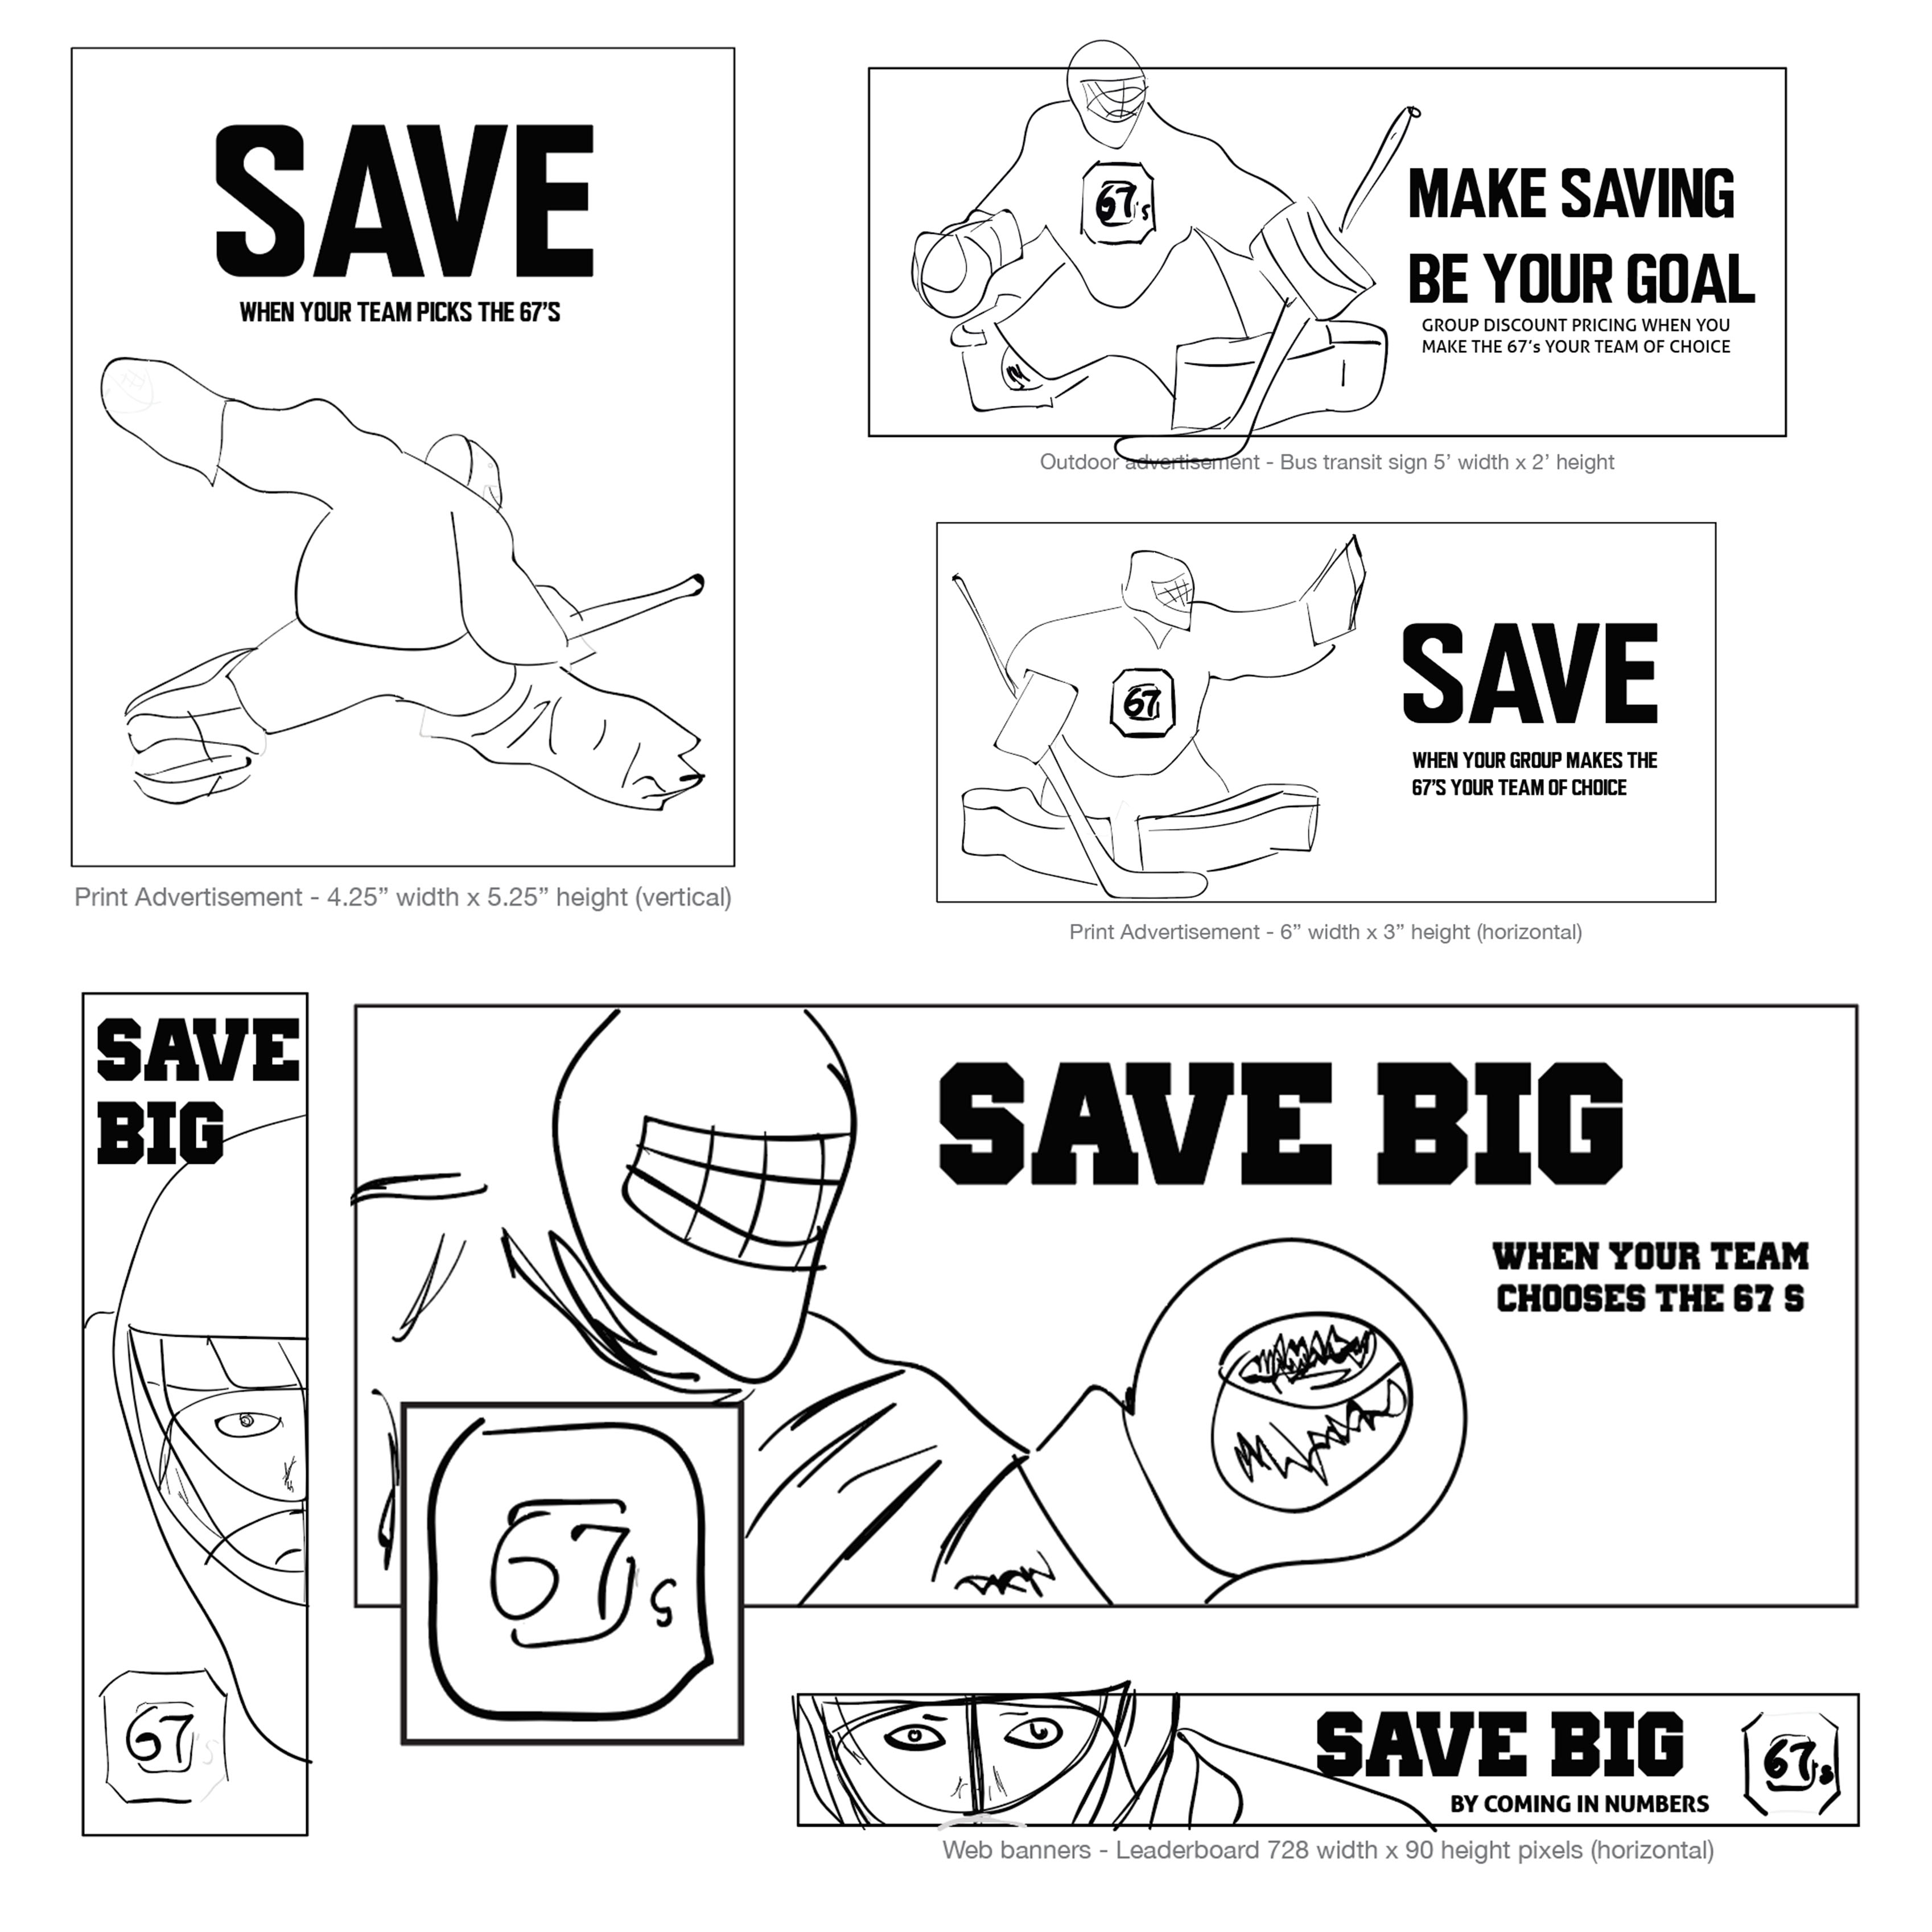 SAVE
WHEN YOUR TEAM PICKS THE 67'S
Print Advertisement - 4.25” width x 5.25” height (vertical)
67's
MAKE SAVING
BE YOUR GOAL
GROUP DISCOUNT PRICING WHEN YOU
MAKE THE 67's YOUR TEAM OF CHOICE
Outdoor advertisement - Bus transit sign 5’ width x 2’ height
67
SAVE
WHEN YOUR GROUP MAKES THE
67'S YOUR TEAM OF CHOICE
Print Advertisement - 6” width x 3” height (horizontal)
SAVE
BIG
67's
SAVE BIG
WHEN YOUR TEAM
CHOOSES THE 67 S
67's
SAVE BIG
BY COMING IN NUMBERS
67's
Web banners - Leaderboard 728 width x 90 height pixels (horizontal)